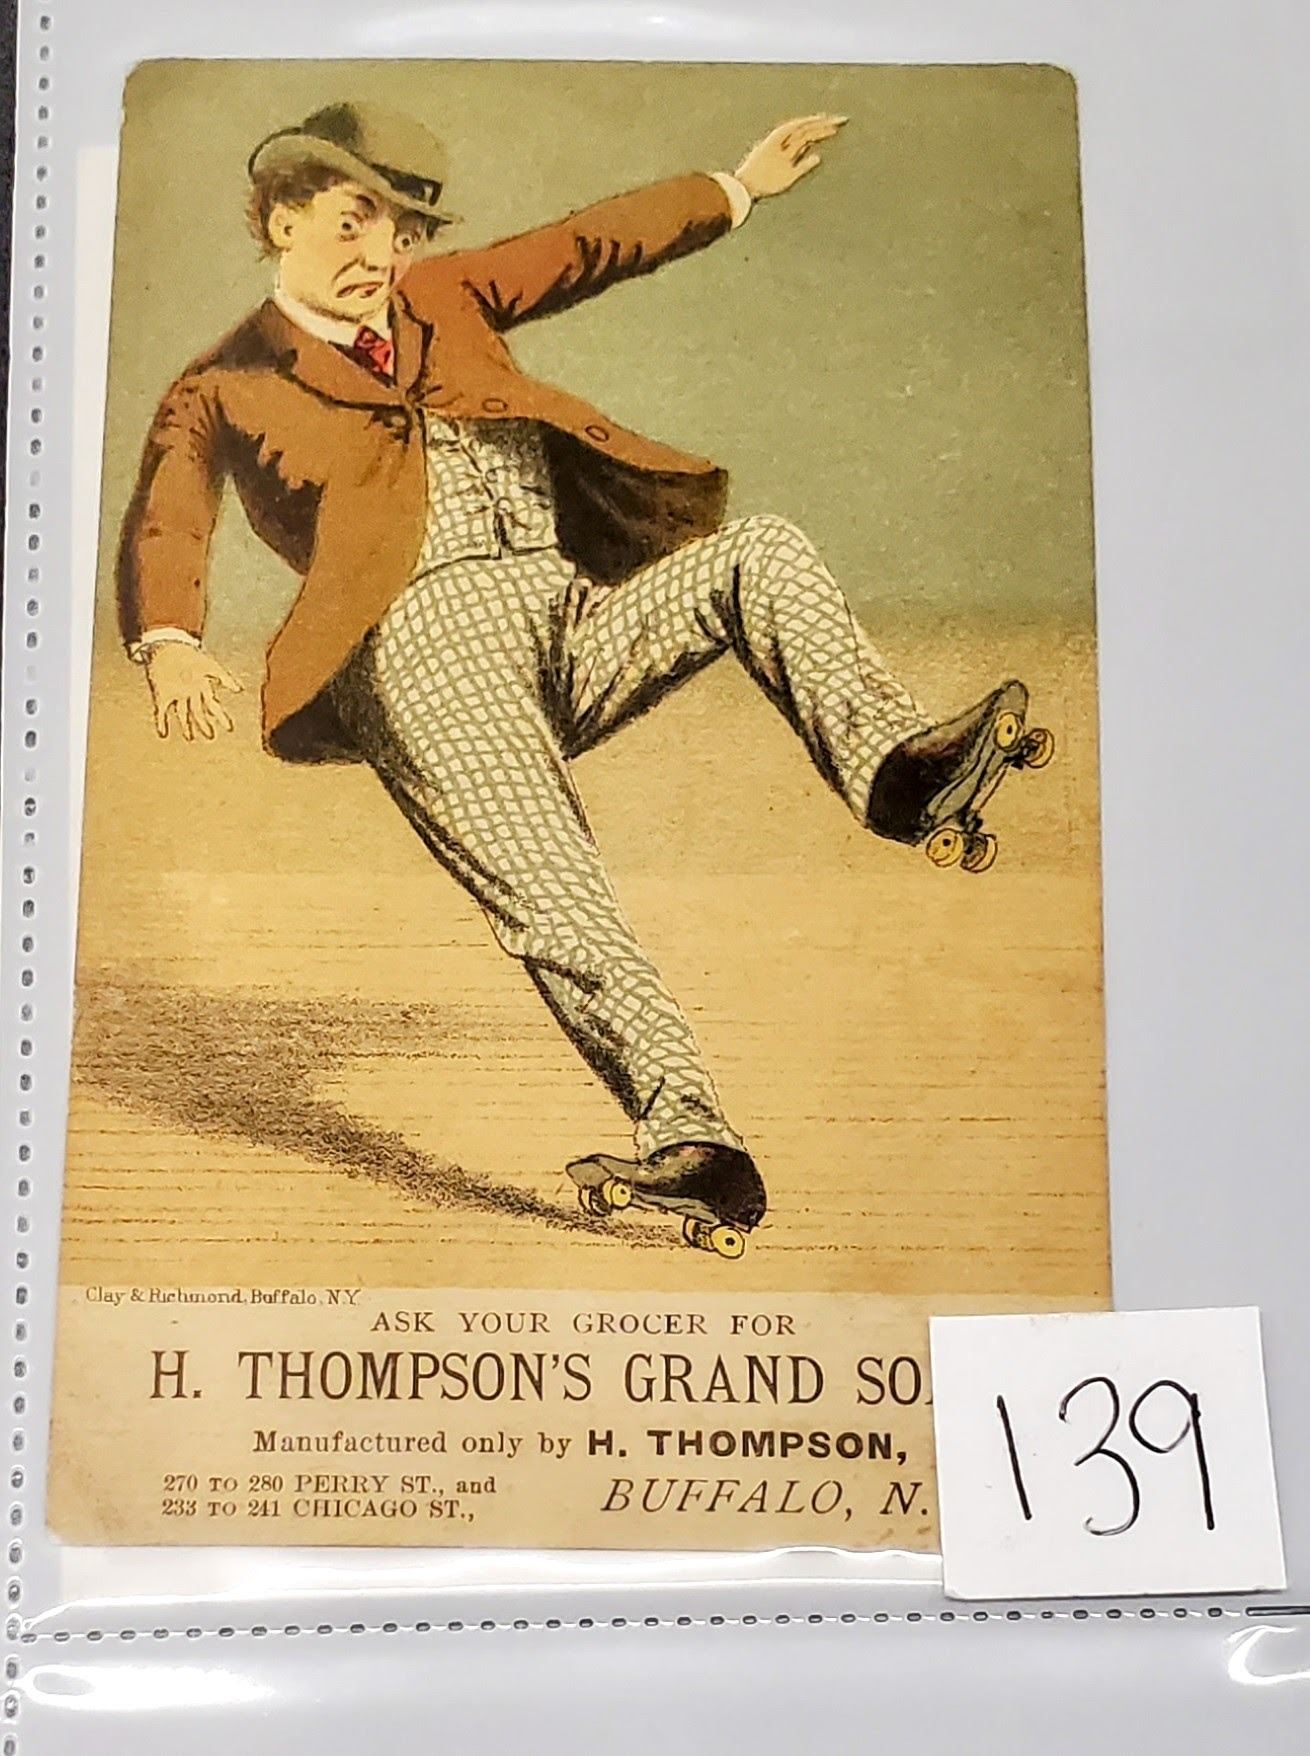 Clay & Richmond, Buffalo, N.Y.
ASK YOUR GROCER FOR
H. THOMPSON'S GRAND
Manufactured only by H. THOMPSON,
270 TO 280 PERRY ST., and
233 TO 241 CHICAGO ST.,
BUFFALO, N.
139